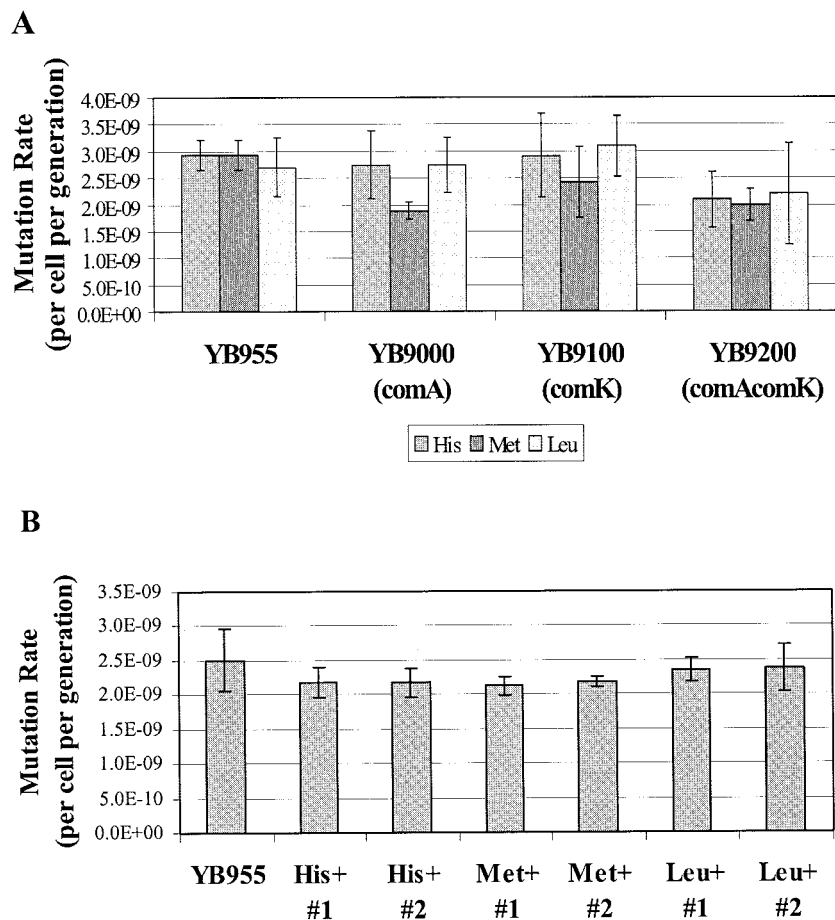 A
Mutation Rate
(per cell per generation)
4.0E-09
3.5E-09
3.0E-09
2.5E-09
2.0E-09
1.5E-09
1.0E-09
5.0E-10
0.0E+00
YB955 YB9000 YB9100 YB9200
(comA) (comK) (comAcomK)
His Met Leu
B
Mutation Rate
(per cell per generation)
3.5E-09
3.0E-09
2.5E-09
2.0E-09
1.5E-09
1.0E-09
5.0E-10
0.0E+00
YB955 His+ His+ Met+ Met+ Leu+ Leu+
#1 #2 #1 #2 #1 #2